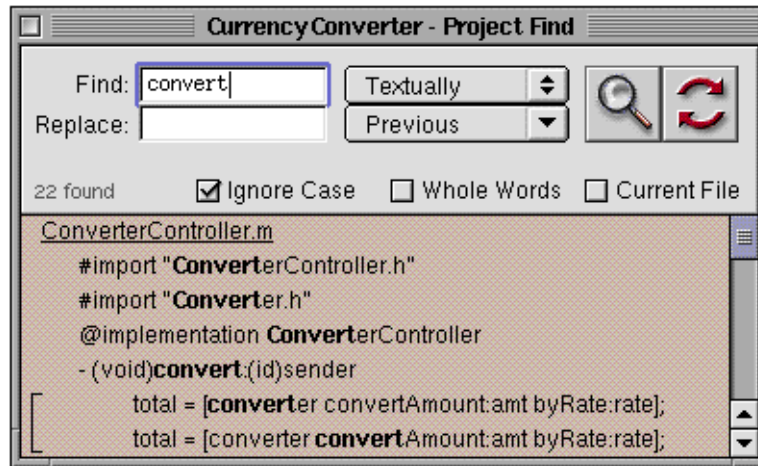 CurrencyConverter - Project Find
Find: convert Textually
Replace: Previous
22 found Ignore Case Whole Words Current File
ConverterController.m
#import "ConverterController.h"
#import "Converter.h"
@implementation ConverterController
- (void)convert:(id)sender
total = [converter convertAmount:amt byRate:rate];
total = [converter convertAmount:amt byRate:rate];